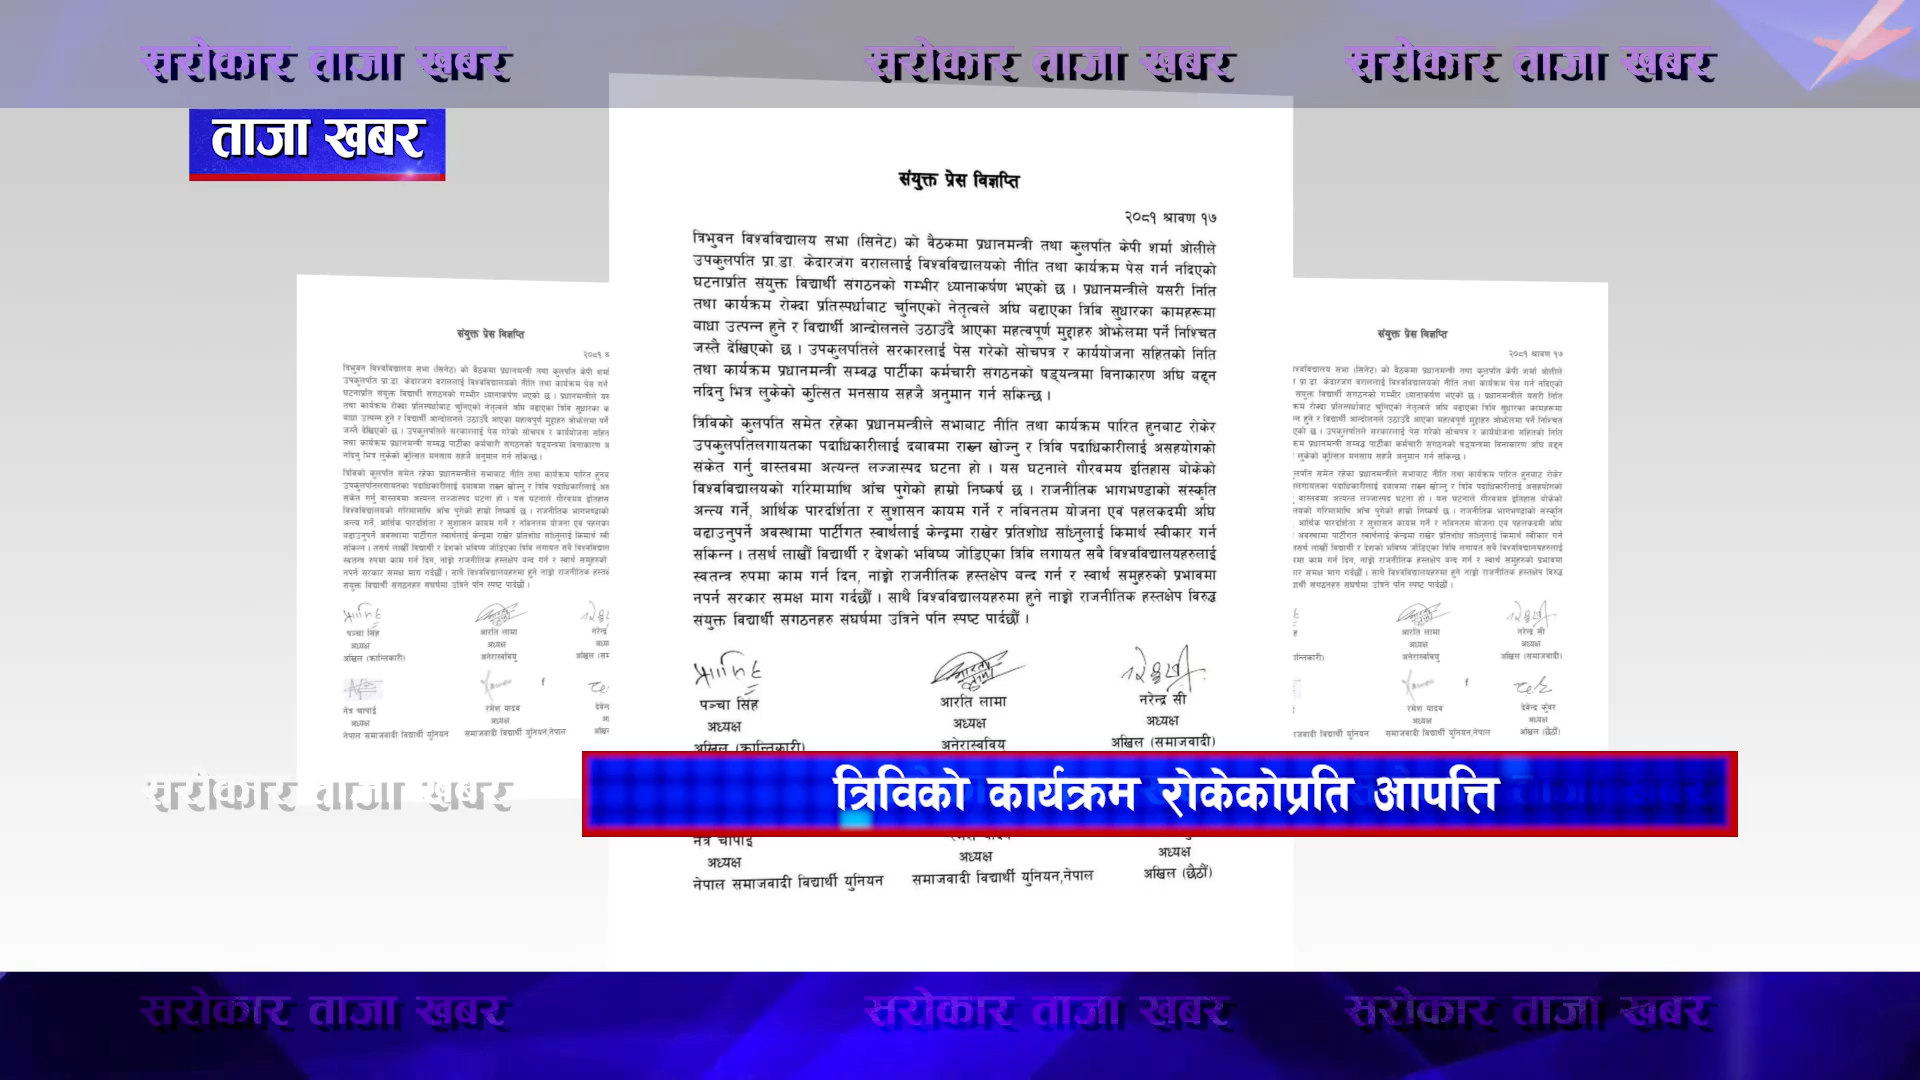 सरोकार ताजा खबर
सरोकार ताजा खबर
सरोकार ताजा खबर
ताजा खबर
संयुक्त प्रेस विज्ञप्ति
२०८१ श्रावण १७
त्रिभुवन विश्वविद्यालय सभा (सिनेट) को बैठकमा प्रधानमन्त्री तथा कुलपति केपी शर्मा ओलीले
उपकुलपति प्रा.डा. केदारजंग बराललाई विश्वविद्यालयको नीति तथा कार्यक्रम पेस गर्न नदिएको
घटनाप्रति संयुक्त विद्यार्थी संगठनको गम्भीर ध्यानाकर्षण भएको छ । प्रधानमन्त्रीले यसरी निति
तथा कार्यक्रम रोक्दा प्रतिस्पर्धाबाट चुनिएको नेतृत्वले अघि बढाएका त्रिवि सुधारका कामहरूमा
बाधा उत्पन्न हुने र विद्यार्थी आन्दोलनले उठाउँदै आएका महत्वपूर्ण मुद्दाहरु ओझेलमा पर्ने निश्चित
जस्तै देखिएको छ । उपकुलपतिले सरकारलाई पेस गरेको सोचपत्र र कार्ययोजना सहितको निति
तथा कार्यक्रम प्रधानमन्त्री सम्वद्ध पार्टीका कर्मचारी संगठनको षड्यन्त्रमा विनाकारण अघि बढ्न
नदिनु भित्र लुकेको कुत्सित मनसाय सहजै अनुमान गर्न सकिन्छ ।
त्रिविको कुलपति समेत रहेका प्रधानमन्त्रीले सभाबाट नीति तथा कार्यक्रम पारित हुनबाट रोकेर
उपकुलपतिलगायतका पदाधिकारीलाई दबाबमा राख्न खोज्नु र त्रिवि पदाधिकारीलाई असहयोगको
संकेत गर्नु वास्तवमा अत्यन्त लज्जास्पद घटना हो । यस घटनाले गौरवमय इतिहास बोकेको
विश्वविद्यालयको गरिमामाथि आँच पुगेको हाम्रो निष्कर्ष छ । राजनीतिक भागभण्डाको संस्कृति
अन्त्य गर्ने, आर्थिक पारदर्शिता र सुशासन कायम गर्ने र नविनतम योजना एवं पहलकदमी अघि
बढाउनुपर्ने अवस्थामा पार्टीगत स्वार्थलाई केन्द्रमा राखेर प्रतिशोध साँध्नुलाई किमार्थ स्वीकार गर्न
सकिन्न । तसर्थ लाखौं विद्यार्थी र देशको भविष्य जोडिएका त्रिवि लगायत सवै विश्वविद्यालयहरुलाई
स्वतन्त्र रुपमा काम गर्न दिन, नांङ्गो राजनीतिक हस्तक्षेप वन्द गर्न र स्वार्थ समुहरुको प्रभावमा
नपर्न सरकार समक्ष माग गर्दछौं । साथै विश्वविद्यालयहरुमा हुने नाङ्गो राजनीतिक हस्तक्षेप विरुद्ध
संयुक्त विद्यार्थी संगठनहरु संघर्षमा उत्रिने पनि स्पष्ट पार्दछौं ।
पञ्चा सिंह आरति लामा नरेन्द्र सी
अध्यक्ष अध्यक्ष अध्यक्ष
अखिल (क्रान्तिकारी) अनेरास्ववियु अखिल (समाजवादी)
त्रिविको कार्यक्रम रोकेकोप्रति आपत्ति
नेत्र चापाई
अध्यक्ष अध्यक्ष अध्यक्ष
नेपाल समाजवादी विद्यार्थी युनियन समाजवादी विद्यार्थी युनियन,नेपाल अखिल (छैठौं)
सरोकार ताजा खबर
सरोकार ताजा खबर
सरोकार ताजा खबर
सरोकार ताजा खबर